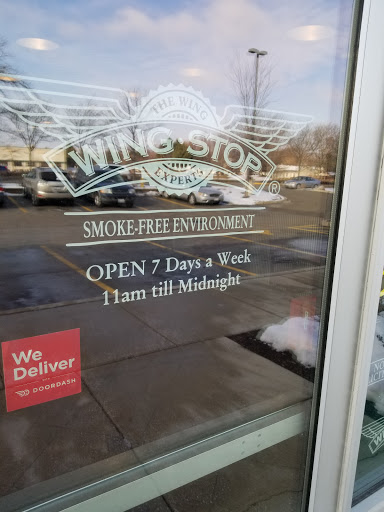 THE WING
WING STOP
EXPERTS
®
SMOKE-FREE ENVIRONMENT
OPEN 7 Days a Week
11am till Midnight
We
Deliver
DOORDASH